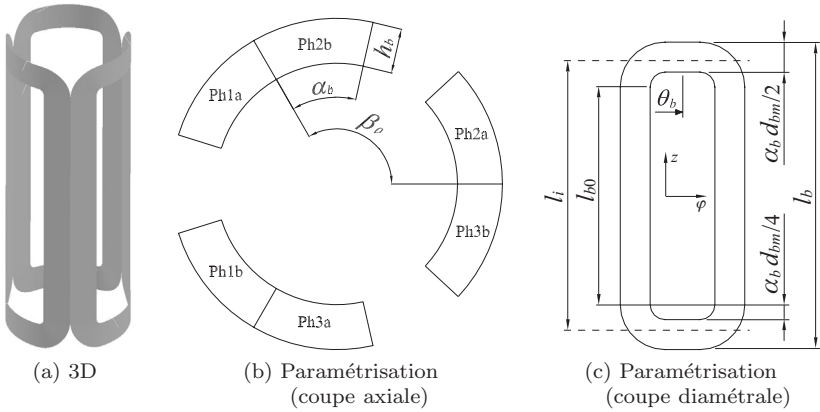 Ph2b
h_b
Ph1a
α_b
β_o
Ph2a
Ph3b
Ph1b
Ph3a
θ_b
α_b d_bm/2
z
φ
l_i
l_b0
l_b
α_b d_bm/4
(a) 3D
(b) Paramétrisation
(coupe axiale)
(c) Paramétrisation
(coupe diamétrale)